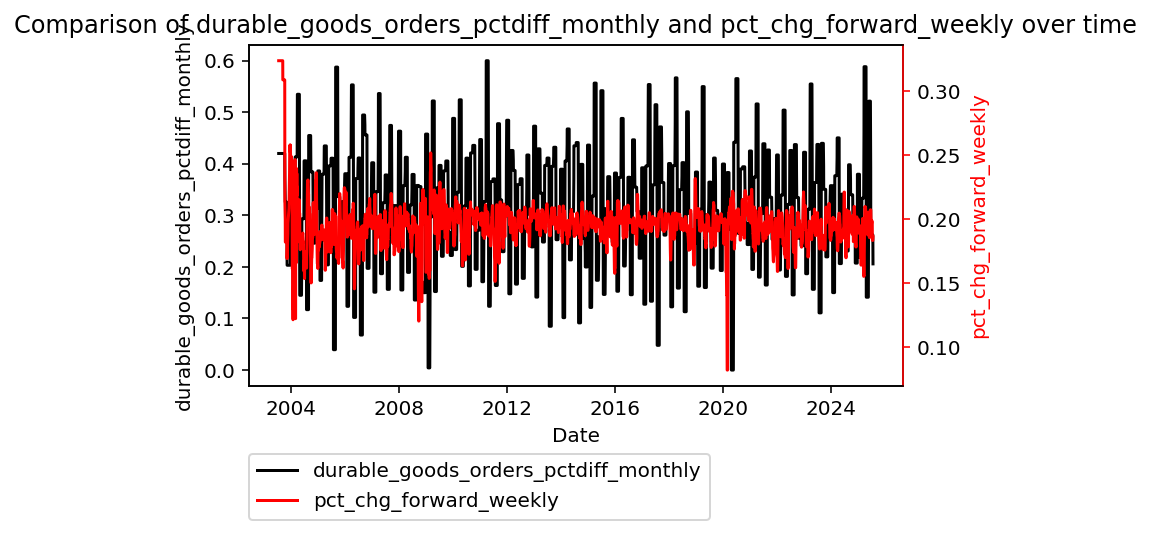 Comparison of durable_goods_orders_pctdiff_monthly and pct_chg_forward_weekly over time
durable_goods_orders_pctdiff_monthly
0.6
0.5
0.4
0.3
0.2
0.1
0.0
0.30
0.25
0.20
0.15
0.10
pct_chg_forward_weekly
2004 2008 2012 2016 2020 2024
Date
durable_goods_orders_pctdiff_monthly
pct_chg_forward_weekly